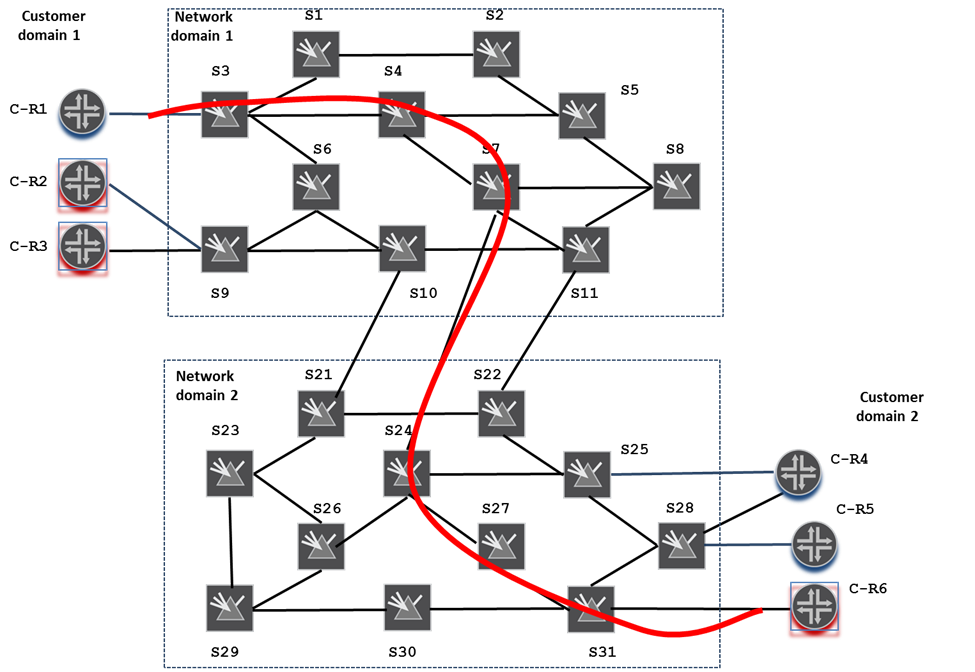 Customer
domain 1
Network
domain 1
S1
S2
S3
S4
S5
C-R1
S6
S7
S8
C-R2
C-R3
S9
S10
S11
Network
domain 2
S21
S22
Customer
domain 2
S23
S24
S25
C-R4
S26
S27
S28
C-R5
C-R6
S29
S30
S31